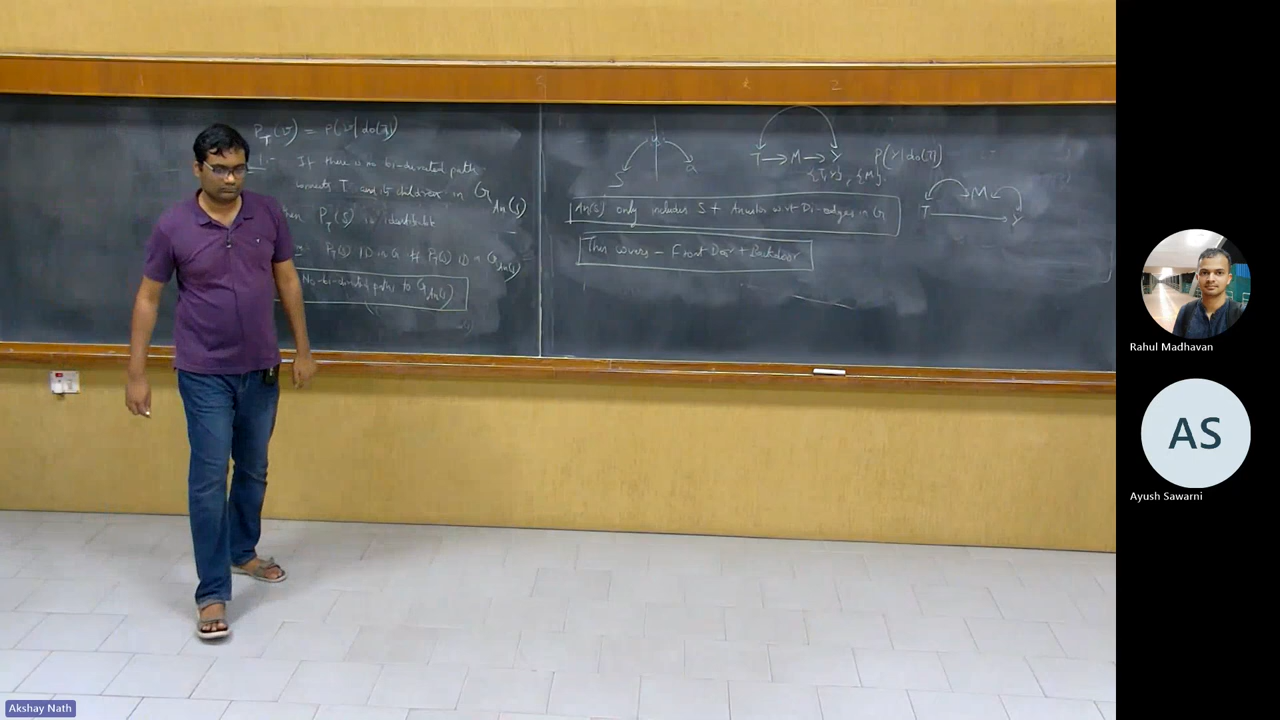 P_T(v) = P(v|do(T))
1:- If there is no bi-directed path
connects T and its children in G_An(S)
then P_T(S) is identifiable
P_T(S) ID in G iff P_T(S) ID in G_An(S)
No bi-directed paths to G_An(S)
S
T → M → Y P(Y|do(T))
{T,Y}, {M}
An(S) only includes S + Ancestor w.r.t Di-edges in G
This covers - Front Door + Backdoor
M
T Y
Rahul Madhavan
AS
Ayush Sawarni
Akshay Nath